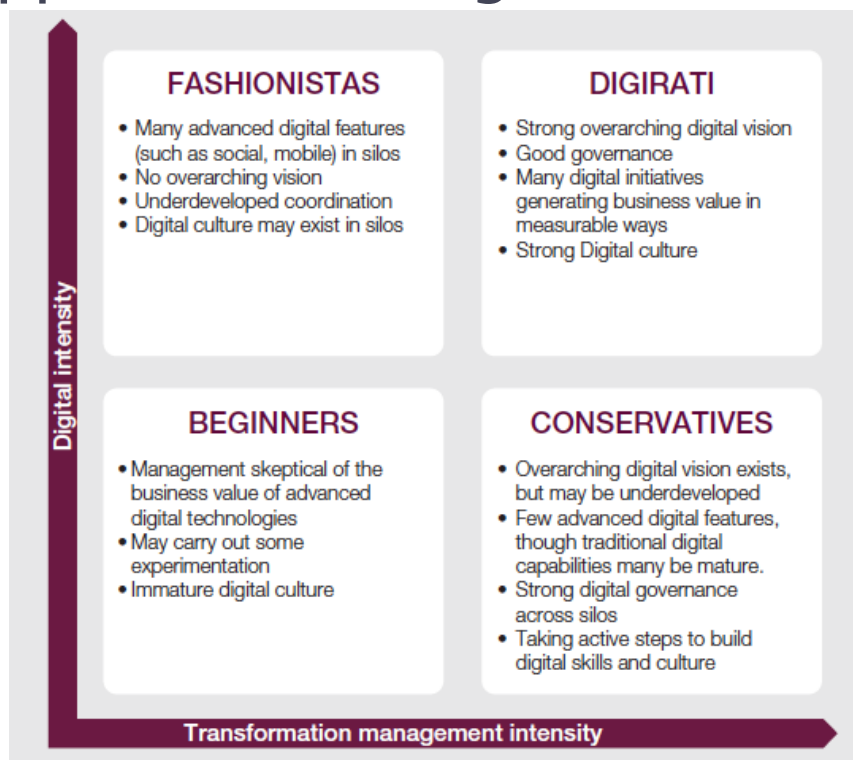 FASHIONISTAS
• Many advanced digital features
(such as social, mobile) in silos
• No overarching vision
• Underdeveloped coordination
• Digital culture may exist in silos
DIGIRATI
• Strong overarching digital vision
• Good governance
• Many digital initiatives
generating business value in
measurable ways
• Strong Digital culture
Digital intensity
BEGINNERS
• Management skeptical of the
business value of advanced
digital technologies
• May carry out some
experimentation
• Immature digital culture
CONSERVATIVES
• Overarching digital vision exists,
but may be underdeveloped
• Few advanced digital features,
though traditional digital
capabilities many be mature.
• Strong digital governance
across silos
• Taking active steps to build
digital skills and culture
Transformation management intensity